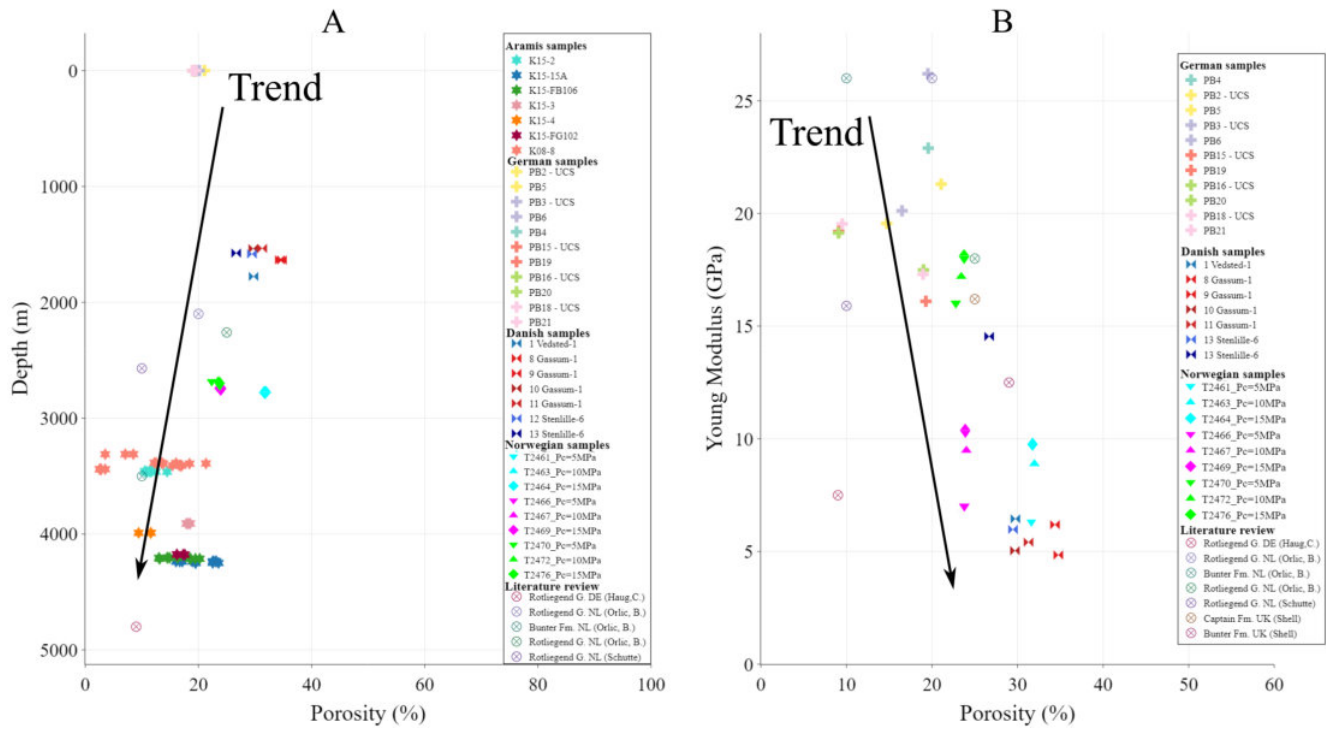 A
Trend
0
1000
2000
3000
4000
5000
Depth (m)
0
20
40
60
80
100
Porosity (%)
Aramis samples
K15-2
K15-15A
K15-FB106
K15-3
K15-4
K15-FG102
K08-8
German samples
PB2 - UCS
PB5
PB3 - UCS
PB6
PB4
PB15 - UCS
PB19
PB16 - UCS
PB20
PB18 - UCS
PB21
Danish samples
1 Vedsted-1
8 Gassum-1
9 Gassum-1
10 Gassum-1
11 Gassum-1
12 Stenlille-6
13 Stenlille-6
Norwegian samples
T2461_Pc=5MPa
T2463_Pc=10MPa
T2464_Pc=15MPa
T2466_Pc=5MPa
T2467_Pc=10MPa
T2469_Pc=15MPa
T2470_Pc=5MPa
T2472_Pc=10MPa
T2476_Pc=15MPa
Literature review
Rotliegend G. DE (Haug,C.)
Rotliegend G. NL (Orlic, B.)
Bunter Fm. NL (Orlic, B.)
Rotliegend G. NL (Orlic, B.)
Rotliegend G. NL (Schutte)
B
Trend
25
20
15
10
5
0
Young Modulus (GPa)
0
10
20
30
40
50
60
Porosity (%)
German samples
PB4
PB2 - UCS
PB5
PB3 - UCS
PB6
PB15 - UCS
PB19
PB16 - UCS
PB20
PB18 - UCS
PB21
Danish samples
1 Vedsted-1
8 Gassum-1
9 Gassum-1
10 Gassum-1
11 Gassum-1
13 Stenlille-6
13 Stenlille-6
Norwegian samples
T2461_Pc=5MPa
T2463_Pc=10MPa
T2464_Pc=15MPa
T2466_Pc=5MPa
T2467_Pc=10MPa
T2469_Pc=15MPa
T2470_Pc=5MPa
T2472_Pc=10MPa
T2476_Pc=15MPa
Literature review
Rotliegend G. DE (Haug,C.)
Rotliegend G. NL (Orlic, B.)
Bunter Fm. NL (Orlic, B.)
Rotliegend G. NL (Orlic, B.)
Rotliegend G. NL (Schutte)
Captain Fm. UK (Shell)
Bunter Fm. UK (Shell)